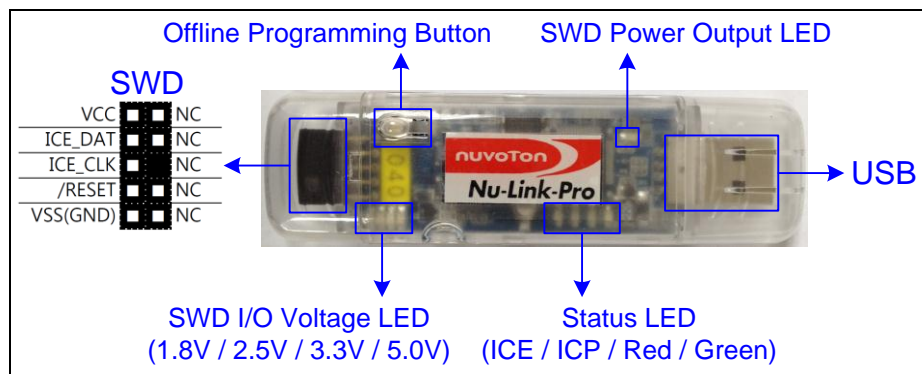 Offline Programming Button
SWD Power Output LED
SWD
VCC NC
ICE_DAT NC
ICE_CLK NC
/RESET NC
VSS(GND) NC
040
nuvoTon
Nu-Link-Pro
USB
SWD I/O Voltage LED
(1.8V / 2.5V / 3.3V / 5.0V)
Status LED
(ICE / ICP / Red / Green)